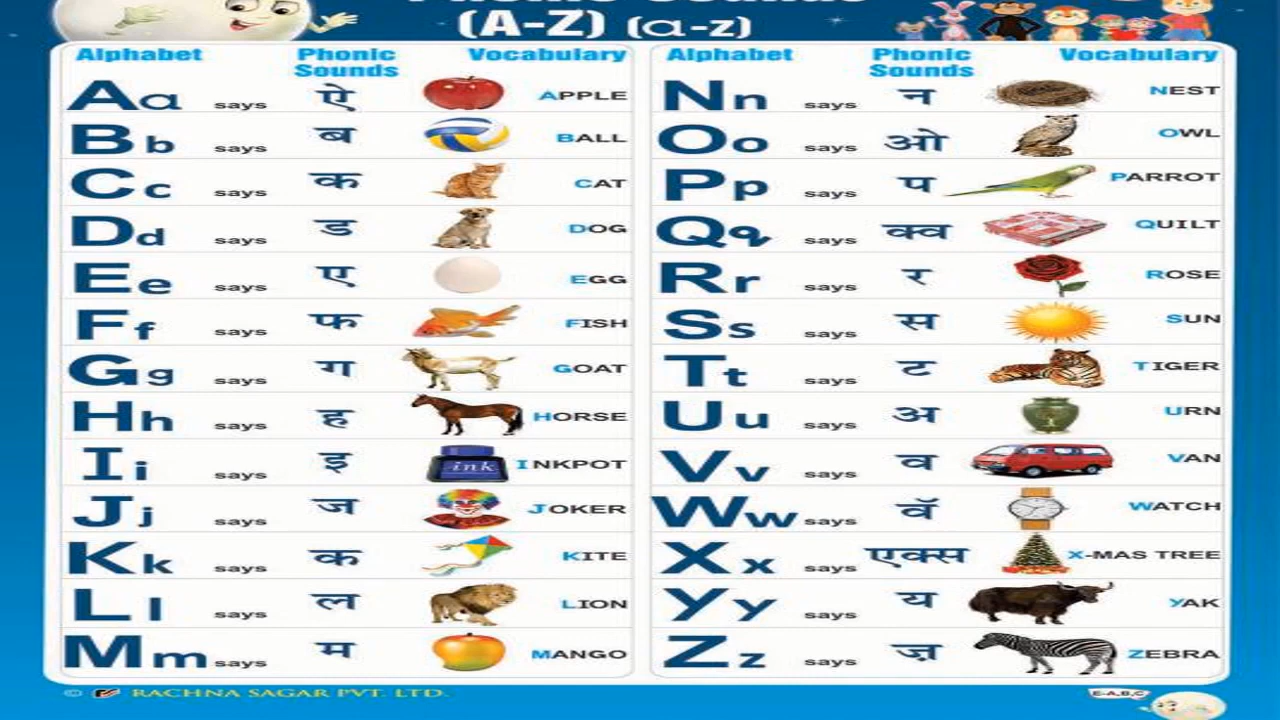 (A-Z) (a-z)
Alphabet Phonic Sounds Vocabulary
Aa says ऐ APPLE
Bb says ब BALL
Cc says क CAT
Dd says ड DOG
Ee says ए EGG
Ff says फ FISH
Gg says ग GOAT
Hh says ह HORSE
Ii says इ ink INKPOT
Jj says ज JOKER
Kk says क KITE
Ll says ल LION
Mm says म MANGO
Alphabet Phonic Sounds Vocabulary
Nn says न NEST
Oo says ओ OWL
Pp says प PARROT
Qq says क्व QUILT
Rr says र ROSE
Ss says स SUN
Tt says ट TIGER
Uu says अ URN
Vv says व VAN
Ww says वॅ WATCH
Xx says एक्स X-MAS TREE
Yy says य YAK
Zz says ज़ ZEBRA
© RACHNA SAGAR PVT. LTD.
E-A,B,C